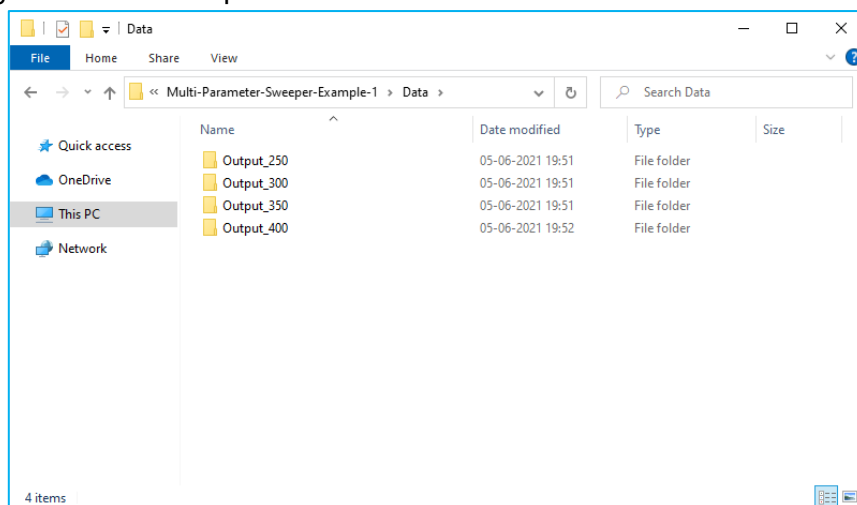 Data
File Home Share View
« Multi-Parameter-Sweeper-Example-1 › Data › Search Data
Name Date modified Type Size
Quick access
OneDrive
This PC
Network
Output_250 05-06-2021 19:51 File folder
Output_300 05-06-2021 19:51 File folder
Output_350 05-06-2021 19:51 File folder
Output_400 05-06-2021 19:52 File folder
4 items